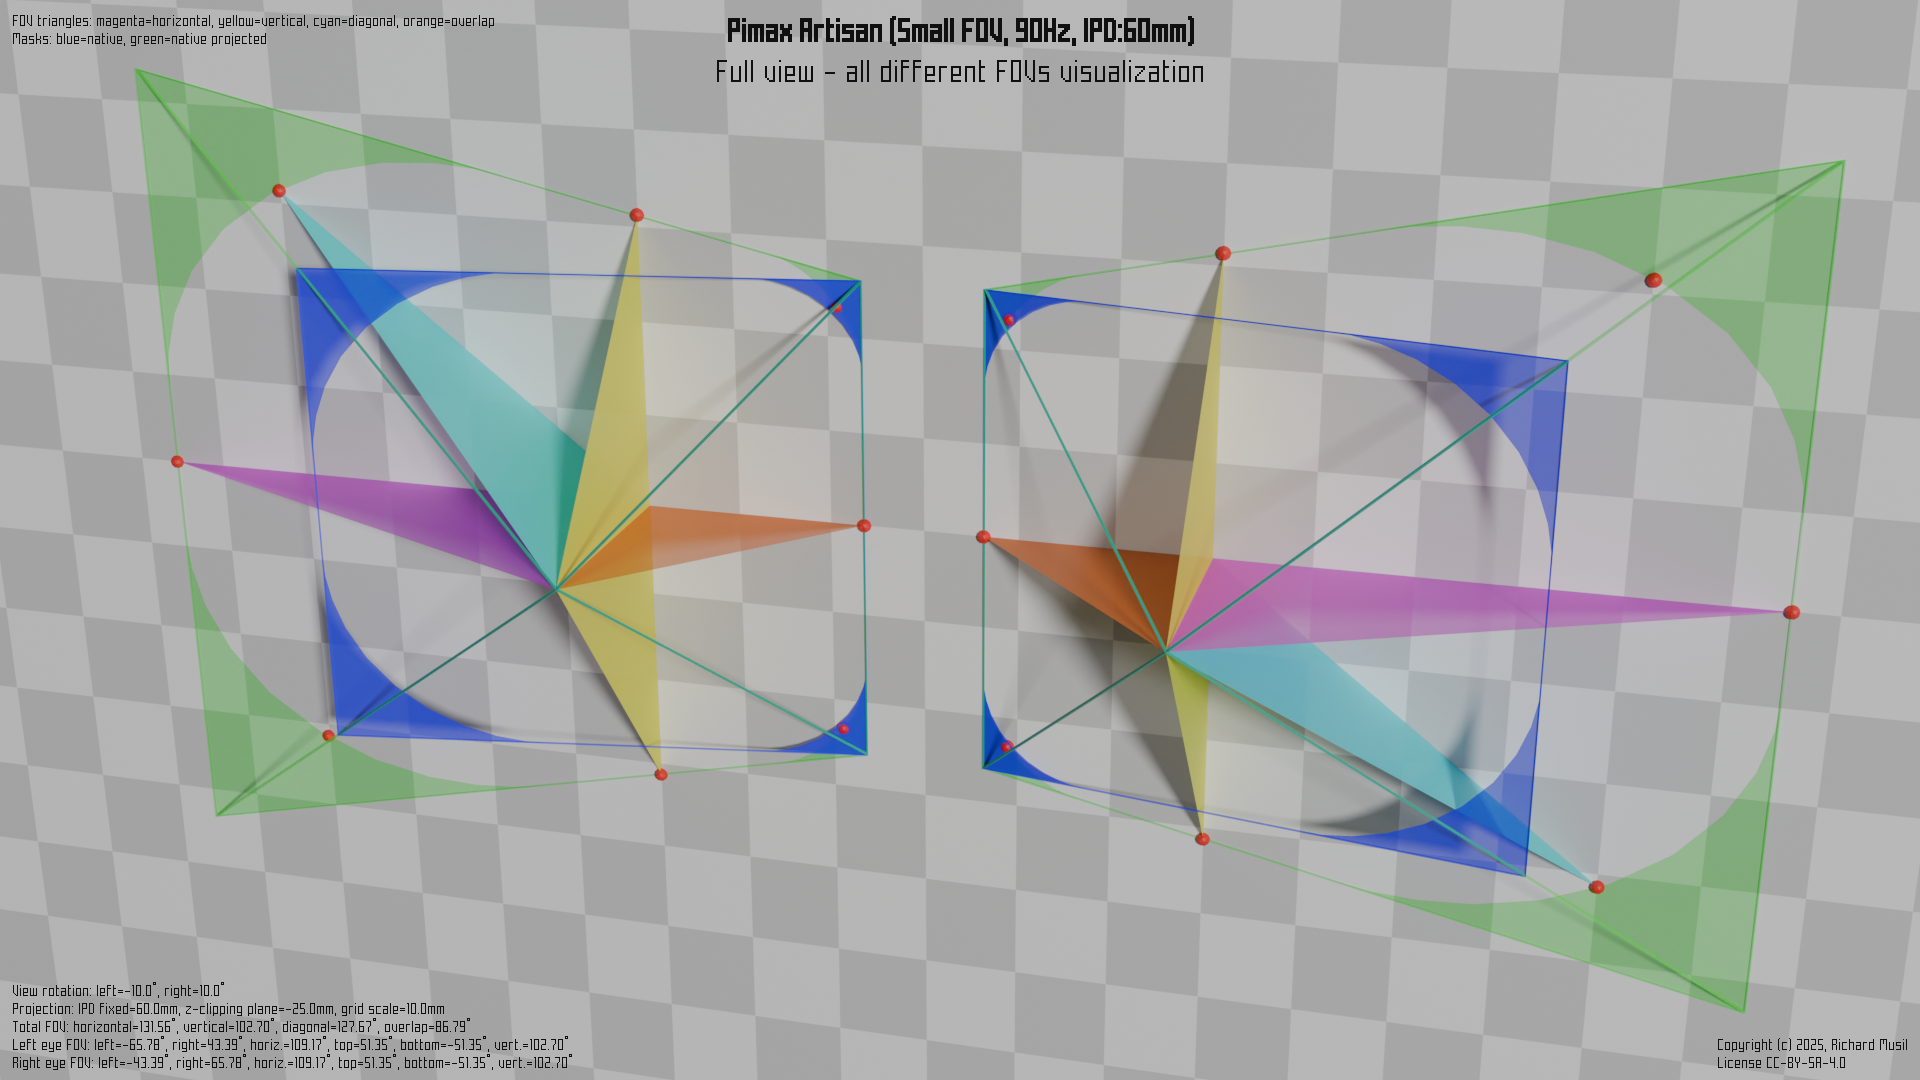 FOV triangles: magenta=horizontal, yellow=vertical, cyan=diagonal, orange=overlap
Masks: blue=native, green=native projected
Pimax Artisan (Small FOV, 90Hz, IPD:60mm)
Full view - all different FOVs visualization
View rotation: left=-10.0°, right=10.0°
Projection: IPD fixed=60.0mm, z-clipping plane=-25.0mm, grid scale=10.0mm
Total FOV: horizontal=131.56°, vertical=102.70°, diagonal=127.67°, overlap=86.79°
Left eye FOV: left=-65.78°, right=43.39°, horiz.=109.17°, top=51.35°, bottom=-51.35°, vert.=102.70°
Right eye FOV: left=-43.39°, right=65.78°, horiz.=109.17°, top=51.35°, bottom=-51.35°, vert.=102.70°
Copyright (c) 2025, Richard Musil
License CC-BY-SA-4.0